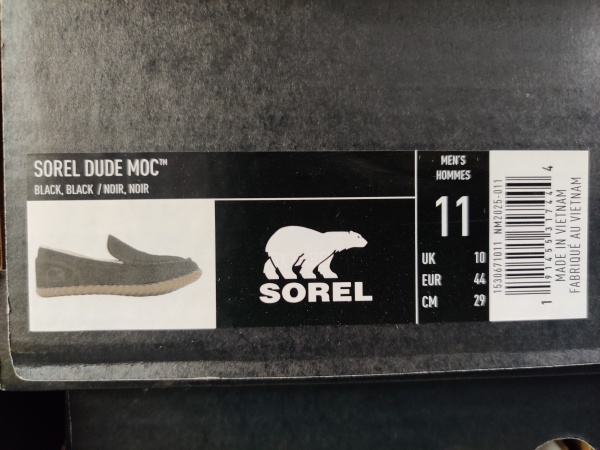 SOREL DUDE MOC™
BLACK, BLACK / NOIR, NOIR
SOREL
MEN'S
HOMMES
11
UK 10
EUR 44
CM 29
1530671011 NM2025-011
MADE IN VIETNAM
FABRIQUÉ AU VIETNAM